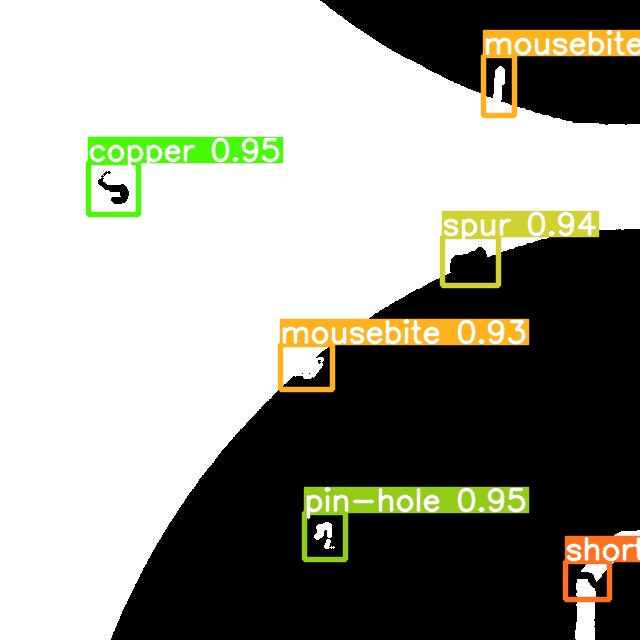 mousebite
copper 0.95
spur 0.94
mousebite 0.93
pin-hole 0.95
short